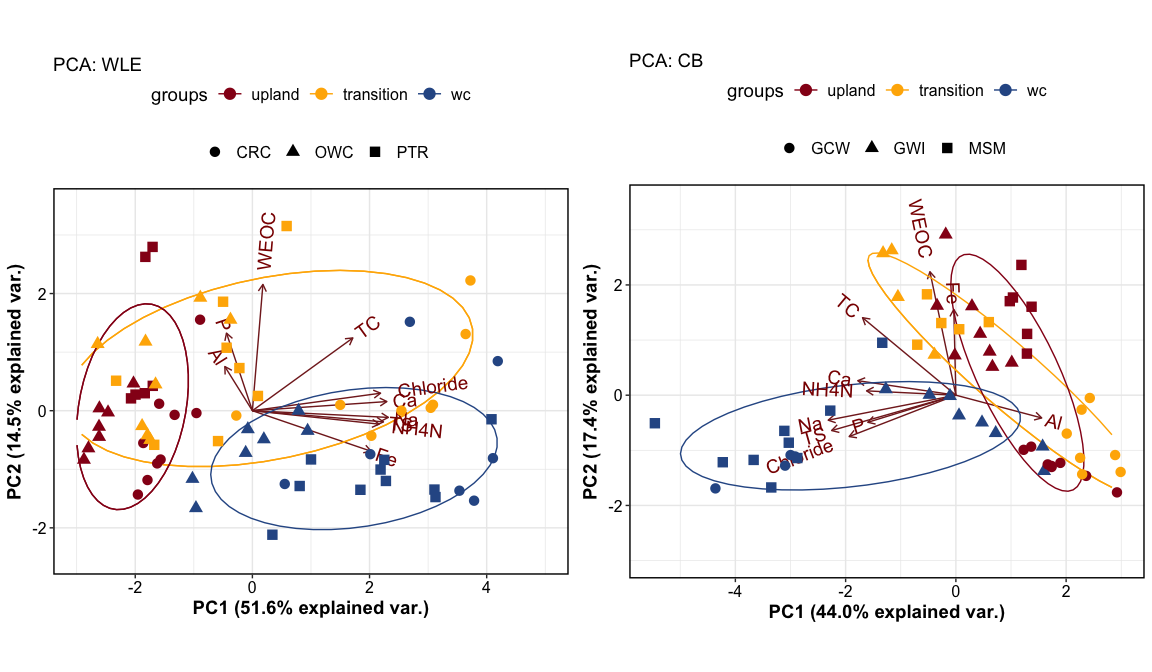 PCA: WLE
groups upland transition wc
CRC OWC PTR
WEOC
P
Al
TC
Chloride
Ca
Na
NH4N
Fe
2
0
-2
-2 0 2 4
PC1 (51.6% explained var.)
PC2 (14.5% explained var.)
PCA: CB
groups upland transition wc
GCW GWI MSM
WEOC
Fe
TC
Ca
NH4N
Na
P
TS
Chloride
Al
2
0
-2
-4 -2 0 2
PC1 (44.0% explained var.)
PC2 (17.4% explained var.)